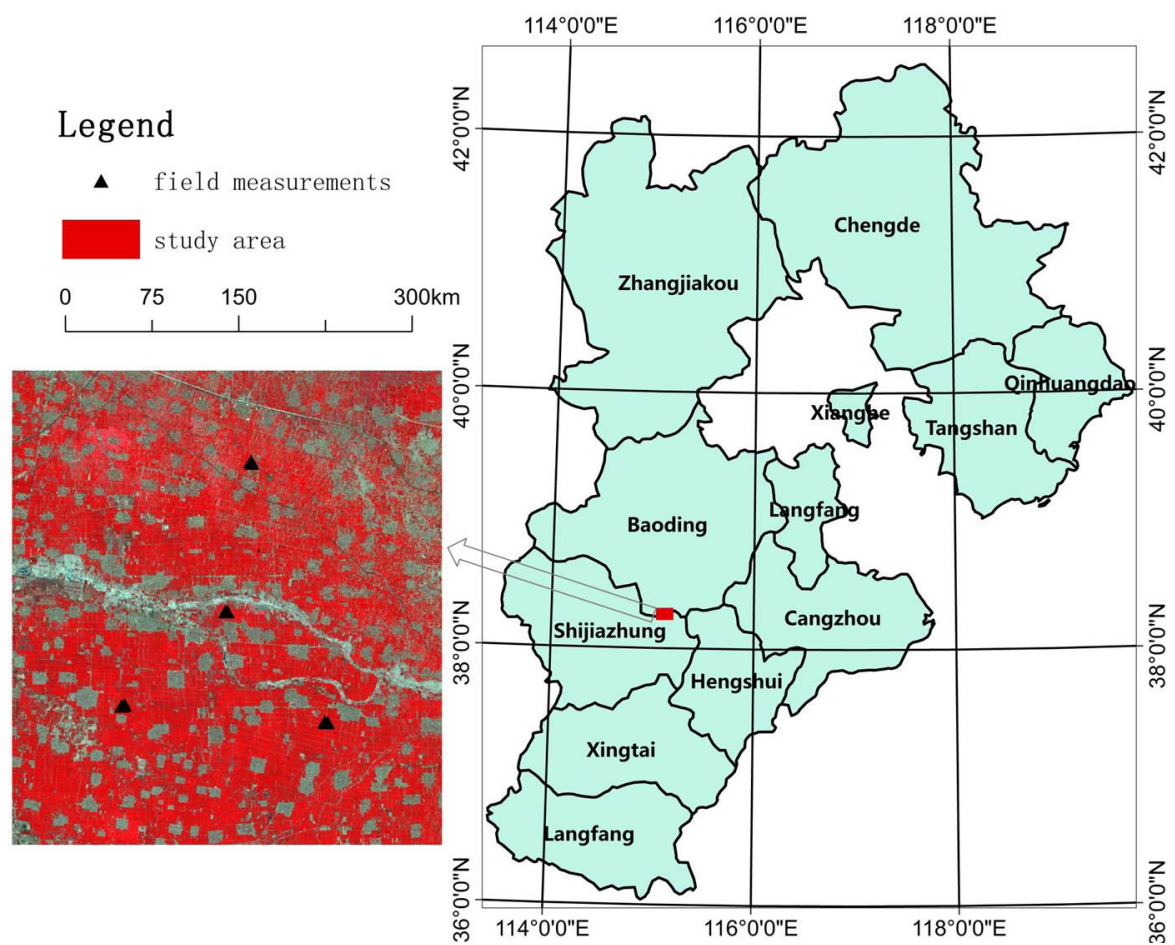 Legend
field measurements
study area
0 75 150 300km
114°0'0"E 116°0'0"E 118°0'0"E
42°0'0"N
42°0'0"N
Chengde
Zhangjiakou
40°0'0"N
Qinhuangdao
40°0'0"N
Xianghe
Tangshan
Langfang
Baoding
Cangzhou
Shijiazhung
38°0'0"N
38°0'0"N
Hengshui
Xingtai
Langfang
36°0'0"N
36°0'0"N
114°0'0"E 116°0'0"E 118°0'0"E